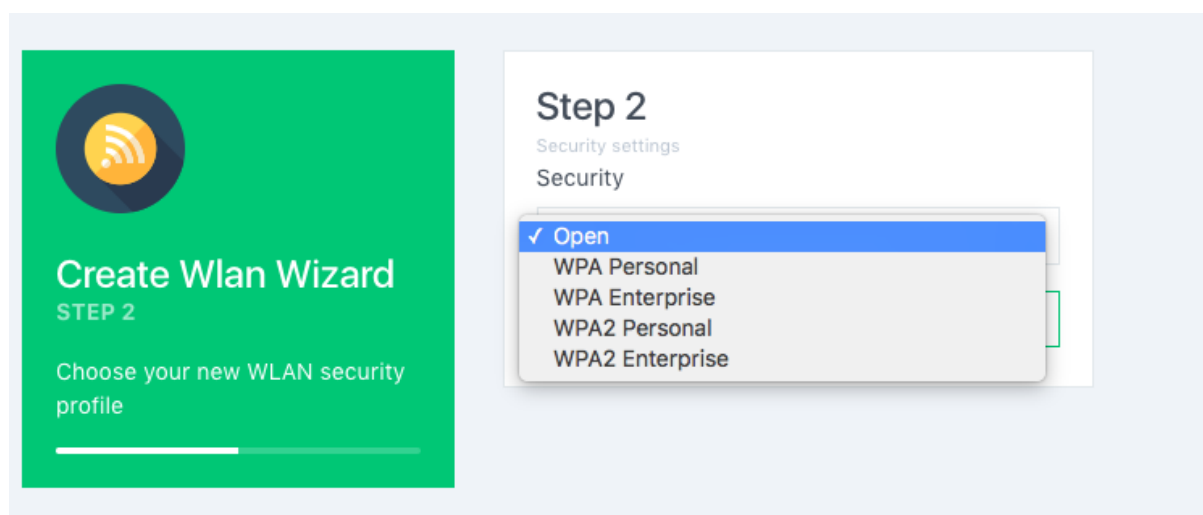 Create Wlan Wizard
STEP 2
Choose your new WLAN security
profile
Step 2
Security settings
Security
✓ Open
WPA Personal
WPA Enterprise
WPA2 Personal
WPA2 Enterprise